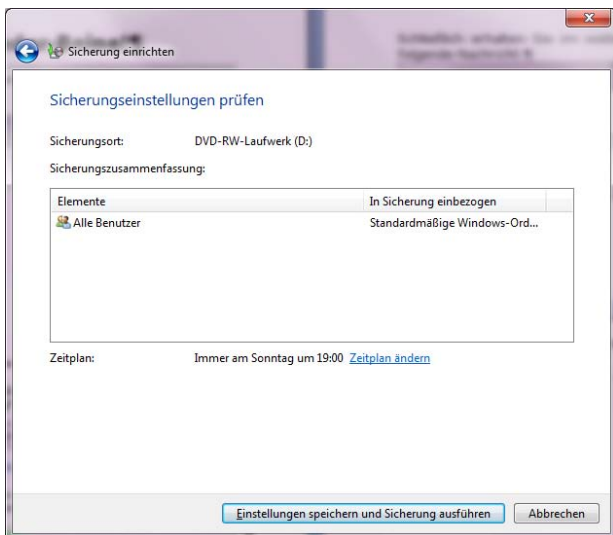 Sicherung einrichten
Sicherungseinstellungen prüfen
Sicherungsort: DVD-RW-Laufwerk (D:)
Sicherungszusammenfassung:
Elemente In Sicherung einbezogen
Alle Benutzer Standardmäßige Windows-Ord...
Zeitplan: Immer am Sonntag um 19:00 Zeitplan ändern
Einstellungen speichern und Sicherung ausführen Abbrechen